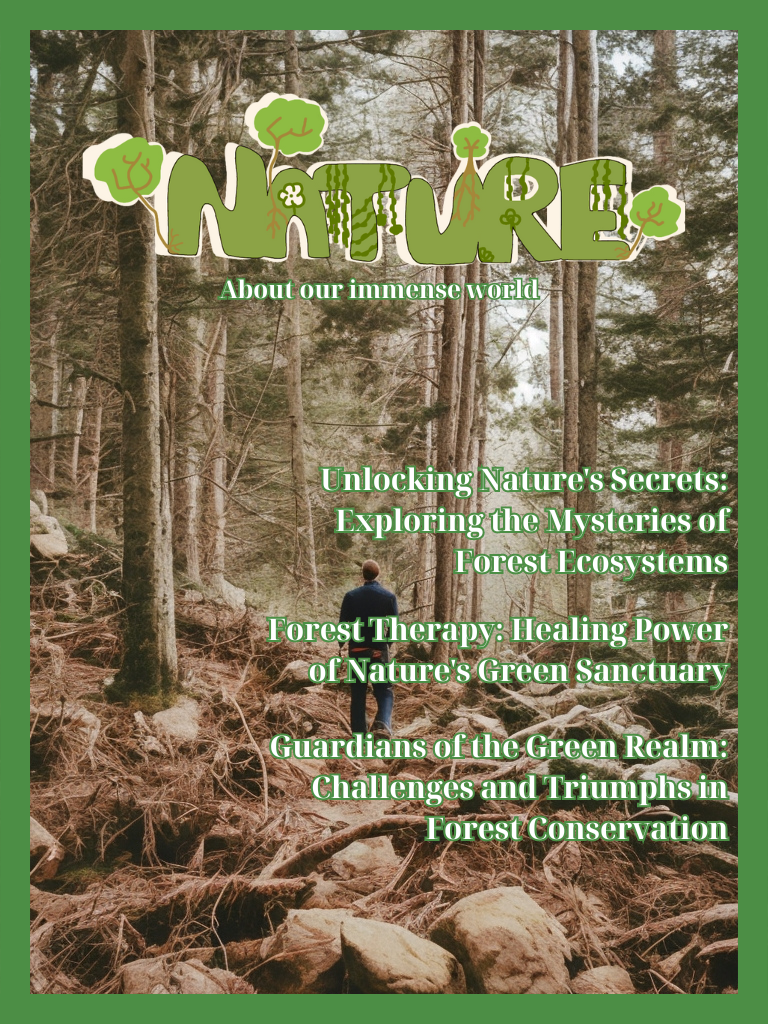 NATURE
About our immense world
Unlocking Nature's Secrets:
Exploring the Mysteries of
Forest Ecosystems
Forest Therapy: Healing Power
of Nature's Green Sanctuary
Guardians of the Green Realm:
Challenges and Triumphs in
Forest Conservation